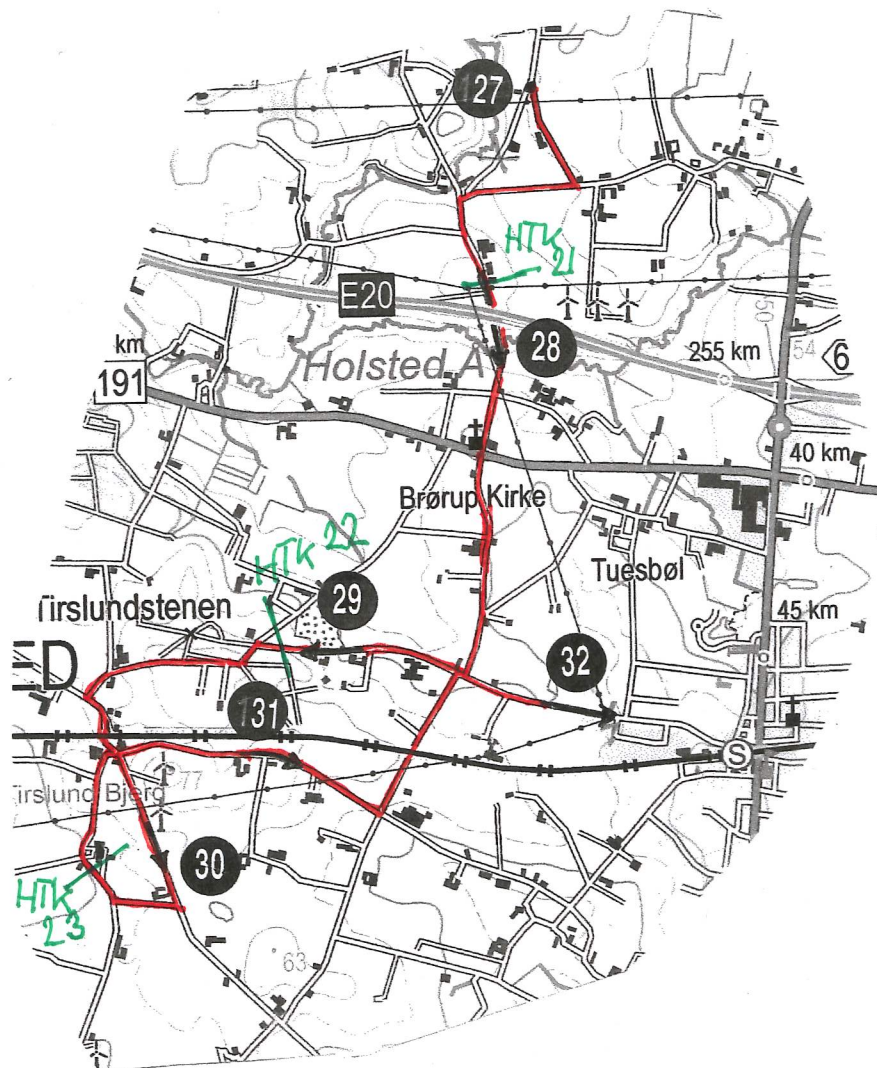 127
HTK
21
E20
28
km
255 km
54
50
6
Holsted Å
191
40 km
Brørup Kirke
HTK 22
Tuesbøl
29
Tirslundstenen
45 km
ED
32
131
S
77
irslund Bjerg
30
HTK
23
63